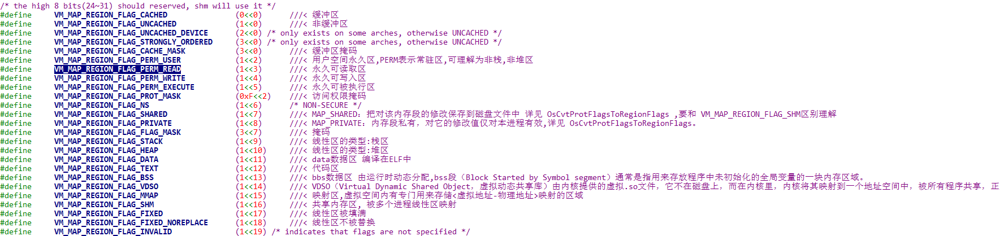 /* the high 8 bits(24~31) should reserved, shm will use it */
#define VM_MAP_REGION_FLAG_CACHED (0<<0) ///< 缓冲区
#define VM_MAP_REGION_FLAG_UNCACHED (1<<0) ///< 非缓冲区
#define VM_MAP_REGION_FLAG_UNCACHED_DEVICE (2<<0) /* only exists on some arches, otherwise UNCACHED */
#define VM_MAP_REGION_FLAG_STRONGLY_ORDERED (3<<0) /* only exists on some arches, otherwise UNCACHED */
#define VM_MAP_REGION_FLAG_CACHE_MASK (3<<0) ///< 缓冲区掩码
#define VM_MAP_REGION_FLAG_PERM_USER (1<<2) ///< 用户空间永久区,PERM表示常驻区,可理解为非栈,非堆区
#define VM_MAP_REGION_FLAG_PERM_READ (1<<3) ///< 永久可读取区
#define VM_MAP_REGION_FLAG_PERM_WRITE (1<<4) ///< 永久可写入区
#define VM_MAP_REGION_FLAG_PERM_EXECUTE (1<<5) ///< 永久可被执行区
#define VM_MAP_REGION_FLAG_PROT_MASK (0xF<<2) ///< 访问权限掩码
#define VM_MAP_REGION_FLAG_NS (1<<6) /* NON-SECURE */
#define VM_MAP_REGION_FLAG_SHARED (1<<7) ///< MAP_SHARED：把对该内存段的修改保存到磁盘文件中 详见 OsCvtProtFlagsToRegionFlags ,要和 VM_MAP_REGION_FLAG_SHM区别理解
#define VM_MAP_REGION_FLAG_PRIVATE (1<<8) ///< MAP_PRIVATE：内存段私有，对它的修改值仅对本进程有效,详见 OsCvtProtFlagsToRegionFlags。
#define VM_MAP_REGION_FLAG_FLAG_MASK (3<<7) ///< 掩码
#define VM_MAP_REGION_FLAG_STACK (1<<9) ///< 线性区的类型:栈区
#define VM_MAP_REGION_FLAG_HEAP (1<<10) ///< 线性区的类型:堆区
#define VM_MAP_REGION_FLAG_DATA (1<<11) ///< data数据区 编译在ELF中
#define VM_MAP_REGION_FLAG_TEXT (1<<12) ///< 代码区
#define VM_MAP_REGION_FLAG_BSS (1<<13) ///< bbs数据区 由运行时动态分配,bss段（Block Started by Symbol segment）通常是指用来存放程序中未初始化的全局变量的一块内存区域。
#define VM_MAP_REGION_FLAG_VDSO (1<<14) ///< VDSO（Virtual Dynamic Shared Object，虚拟动态共享库）由内核提供的虚拟.so文件，它不在磁盘上，而在内核里，内核将其映射到一个地址空间中，被所有程序共享，正
#define VM_MAP_REGION_FLAG_MMAP (1<<15) ///< 映射区,虚拟空间内有专门用来存储<虚拟地址-物理地址>映射的区域
#define VM_MAP_REGION_FLAG_SHM (1<<16) ///< 共享内存区, 被多个进程线性区映射
#define VM_MAP_REGION_FLAG_FIXED (1<<17) ///< 线性区被填满
#define VM_MAP_REGION_FLAG_FIXED_NOREPLACE (1<<18) ///< 线性区不被替换
#define VM_MAP_REGION_FLAG_INVALID (1<<19) /* indicates that flags are not specified */